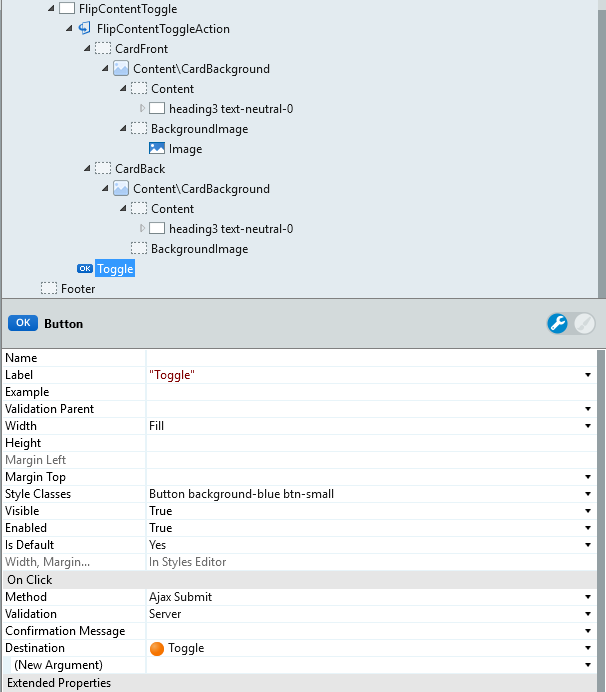 FlipContentToggle
FlipContentToggleAction
CardFront
Content\CardBackground
Content
heading3 text-neutral-0
BackgroundImage
Image
CardBack
Content\CardBackground
Content
heading3 text-neutral-0
BackgroundImage
OK Toggle
Footer
OK Button
Name
Label "Toggle"
Example
Validation Parent
Width Fill
Height
Margin Left
Margin Top
Style Classes Button background-blue btn-small
Visible True
Enabled True
Is Default Yes
Width, Margin... In Styles Editor
On Click
Method Ajax Submit
Validation Server
Confirmation Message
Destination Toggle
(New Argument)
Extended Properties